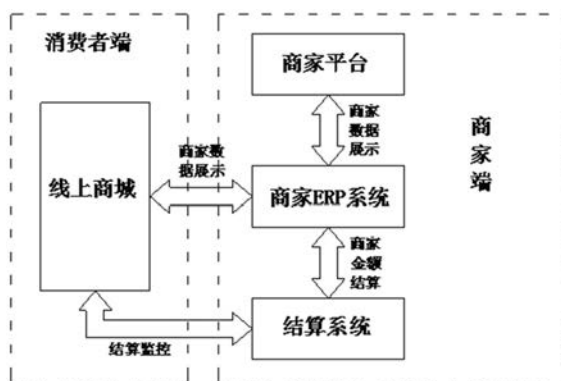 消费者端
线上商城
商家数
据展示
结算监控
商家平台
商家
数据
展示
商家ERP系统
商家
金额
结算
结算系统
商
家
端